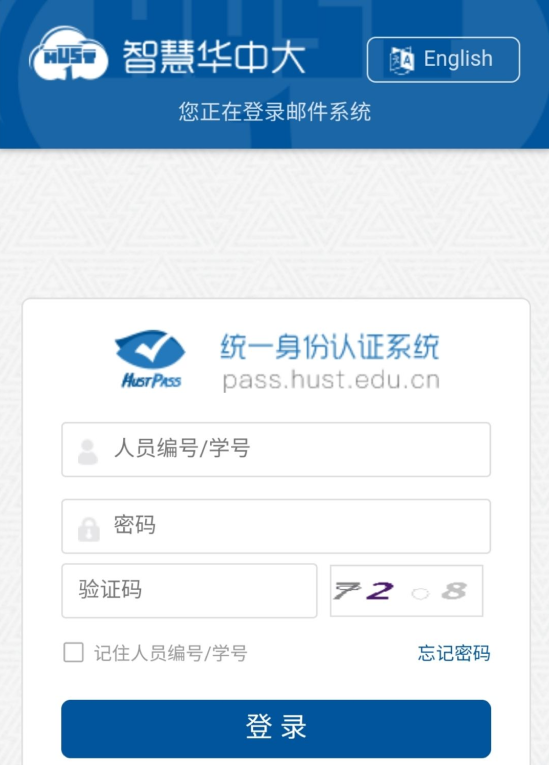 HUST 智慧华中大 English
您正在登录邮件系统
统一身份认证系统
HUSTPASS pass.hust.edu.cn
人员编号/学号
密码
验证码 72o8
记住人员编号/学号 忘记密码
登录